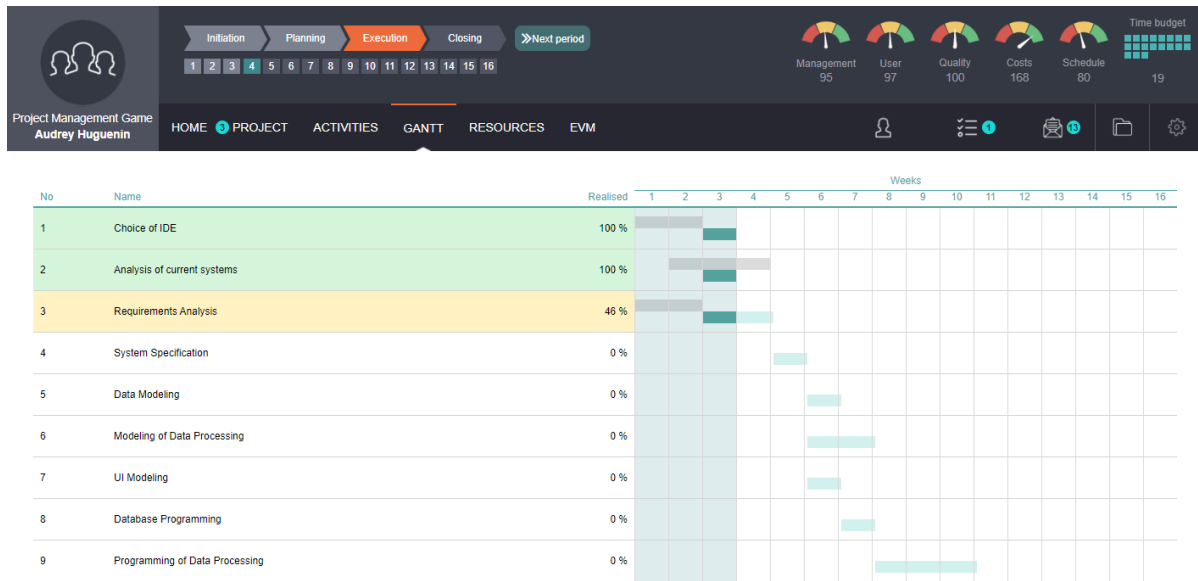 Initiation Planning Execution Closing Next period
1 2 3 4 5 6 7 8 9 10 11 12 13 14 15 16
Management User Quality Costs Schedule Time budget
95 97 100 168 80 19
Project Management Game
Audrey Huguenin
HOME 3 PROJECT ACTIVITIES GANTT RESOURCES EVM 1 13
Weeks
No Name Realised 1 2 3 4 5 6 7 8 9 10 11 12 13 14 15 16
1 Choice of IDE 100 %
2 Analysis of current systems 100 %
3 Requirements Analysis 46 %
4 System Specification 0 %
5 Data Modeling 0 %
6 Modeling of Data Processing 0 %
7 UI Modeling 0 %
8 Database Programming 0 %
9 Programming of Data Processing 0 %